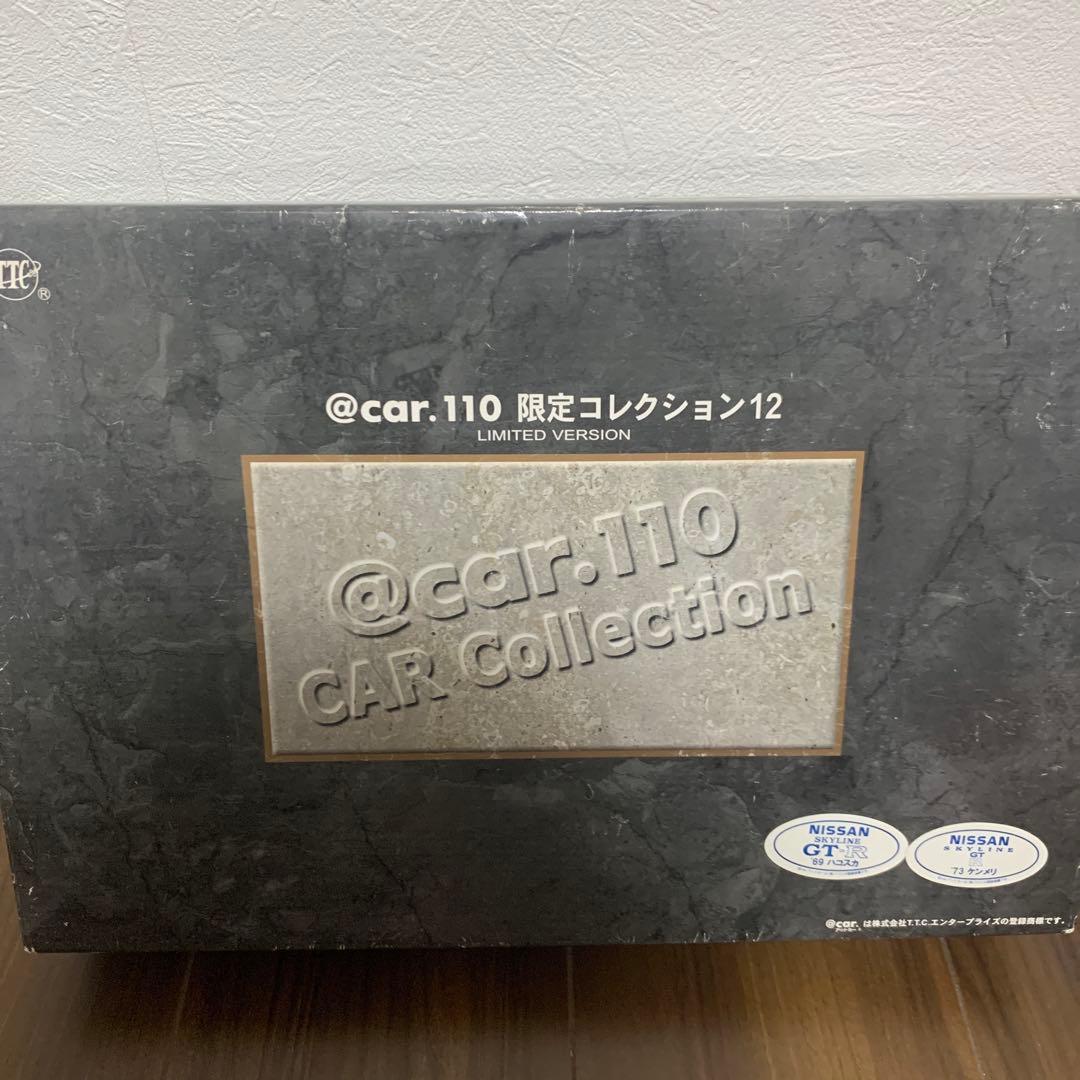 TTC
®
@car.110 限定コレクション12
LIMITED VERSION
@car.110
CAR Collection
NISSAN
SKYLINE
GT-R
'69 ハコスカ
NISSAN
SKYLINE
GT
R
'73 ケンメリ
@car. は株式会社T.T.C.エンタープライズの登録商標です。